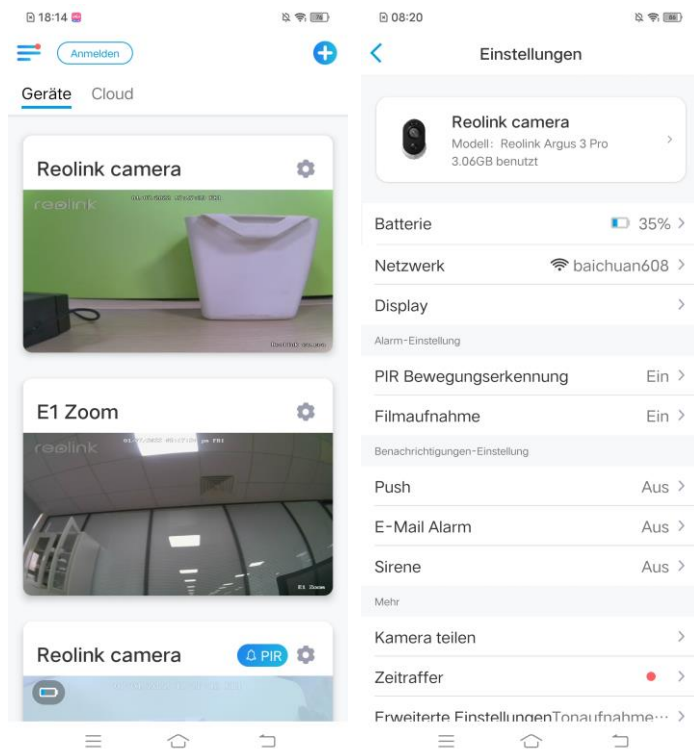 18:14
Anmelden
Geräte Cloud
Reolink camera
reolink
E1 Zoom
reolink
E1 Zoom
Reolink camera
PIR
08:20
Einstellungen
Reolink camera
Modell: Reolink Argus 3 Pro
3.06GB benutzt
Batterie 35%
Netzwerk baichuan608
Display
Alarm-Einstellung
PIR Bewegungserkennung Ein
Filmaufnahme Ein
Benachrichtigungen-Einstellung
Push Aus
E-Mail Alarm Aus
Sirene Aus
Mehr
Kamera teilen
Zeitraffer
Erweiterte EinstellungenTonaufnahme···